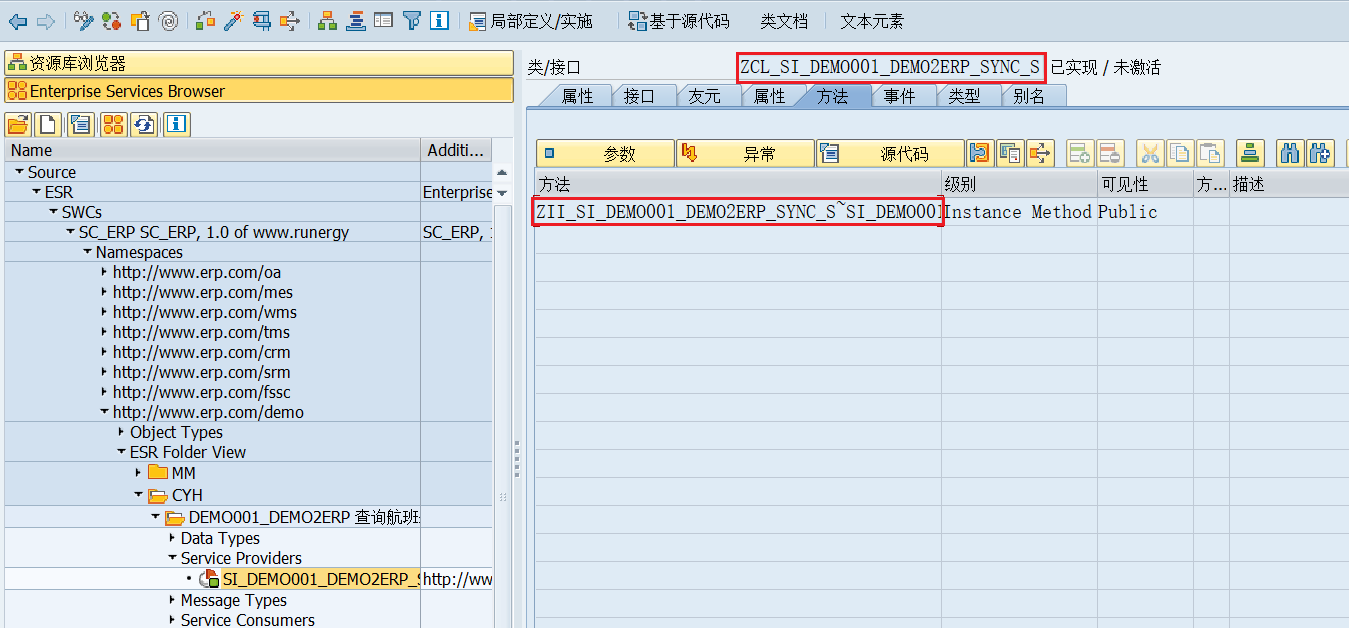 局部定义/实施 基于源代码 类文档 文本元素
资源库浏览器
Enterprise Services Browser
Name Additi...
Source
ESR Enterprise
SWCs
SC_ERP SC_ERP, 1.0 of www.runergy SC_ERP,
Namespaces
http://www.erp.com/oa
http://www.erp.com/mes
http://www.erp.com/wms
http://www.erp.com/tms
http://www.erp.com/crm
http://www.erp.com/srm
http://www.erp.com/fssc
http://www.erp.com/demo
Object Types
ESR Folder View
MM
CYH
DEMO001_DEMO2ERP 查询航班
Data Types
Service Providers
SI_DEMO001_DEMO2ERP_S http://ww
Message Types
Service Consumers
类/接口 ZCL_SI_DEMO001_DEMO2ERP_SYNC_S 已实现 / 未激活
属性 接口 友元 属性 方法 事件 类型 别名
参数 异常 源代码
方法 级别 可见性 方... 描述
ZII_SI_DEMO001_DEMO2ERP_SYNC_S~SI_DEMO001 Instance Method Public